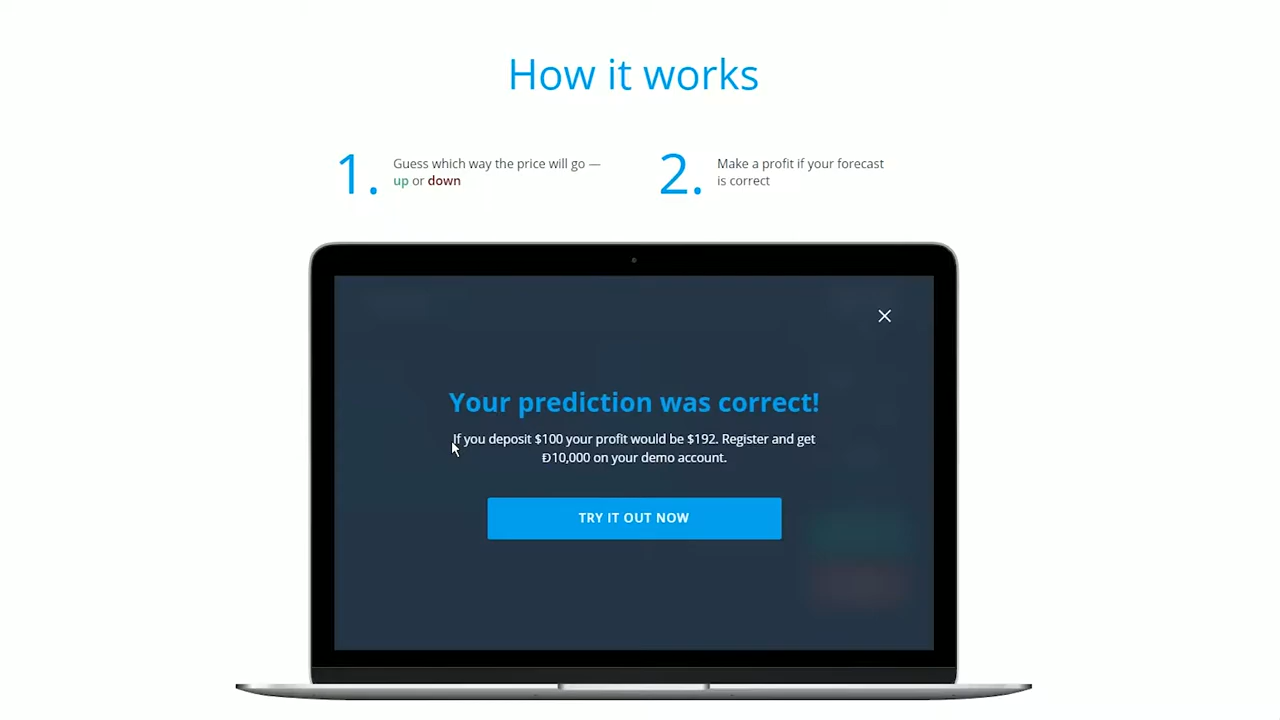 How it works
1. Guess which way the price will go —
up or down
2. Make a profit if your forecast
is correct
Your prediction was correct!
If you deposit $100 your profit would be $192. Register and get
Đ10,000 on your demo account.
TRY IT OUT NOW